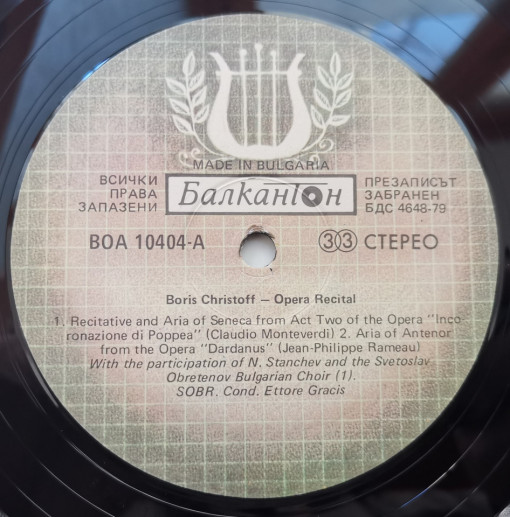 MADE IN BULGARIA
ВСИЧКИ
ПРАВА
ЗАПАЗЕНИ
Балкантон
ПРЕЗАПИСЪТ
ЗАБРАНЕН
БДС 4648-79
ВОА 10404-А
33 СТЕРЕО
Boris Christoff — Opera Recital
1. Recitative and Aria of Seneca from Act Two of the Opera "Inco-
ronazione di Poppea" (Claudio Monteverdi) 2. Aria of Antenor
from the Opera "Dardanus" (Jean-Philippe Rameau)
With the participation of N. Stanchev and the Svetoslav
Obretenov Bulgarian Choir (1).
SOBR. Cond. Ettore Gracis